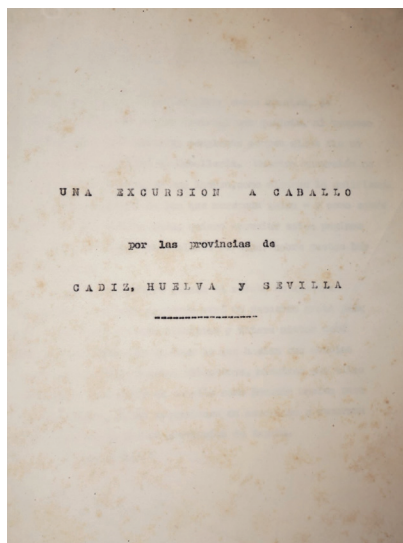 UNA EXCURSION A CABALLO
por las provincias de
CADIZ, HUELVA y SEVILLA